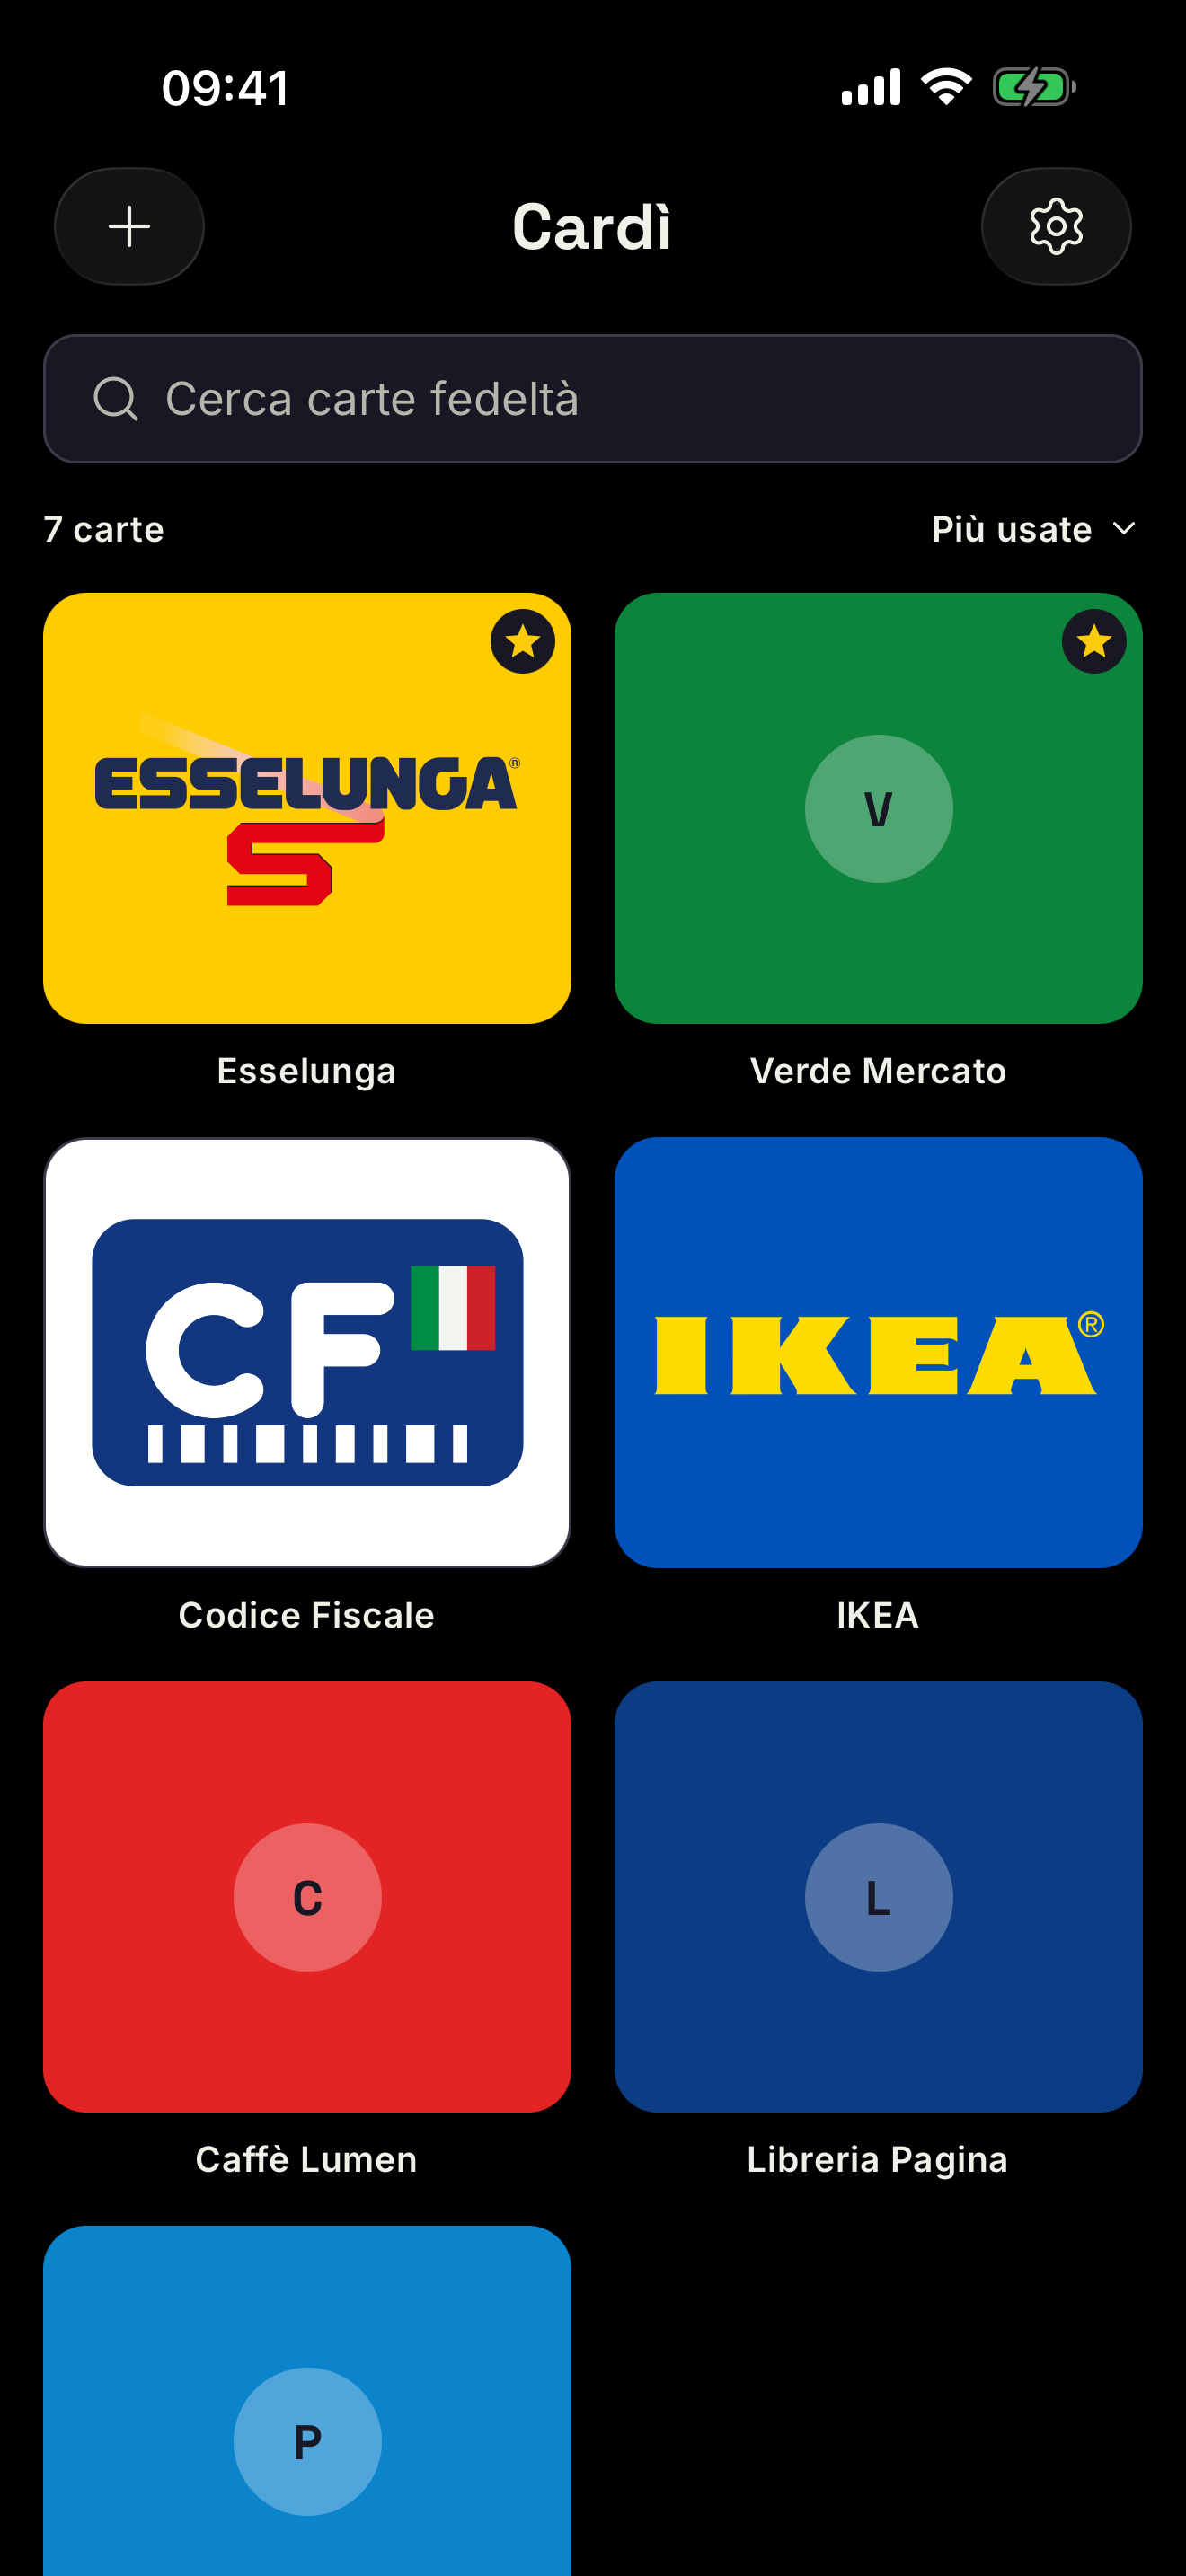 09:41
Cardì
Cerca carte fedeltà
7 carte
Più usate
ESSELUNGA®
V
Esselunga
Verde Mercato
CF
IKEA®
Codice Fiscale
IKEA
C
L
Caffè Lumen
Libreria Pagina
P